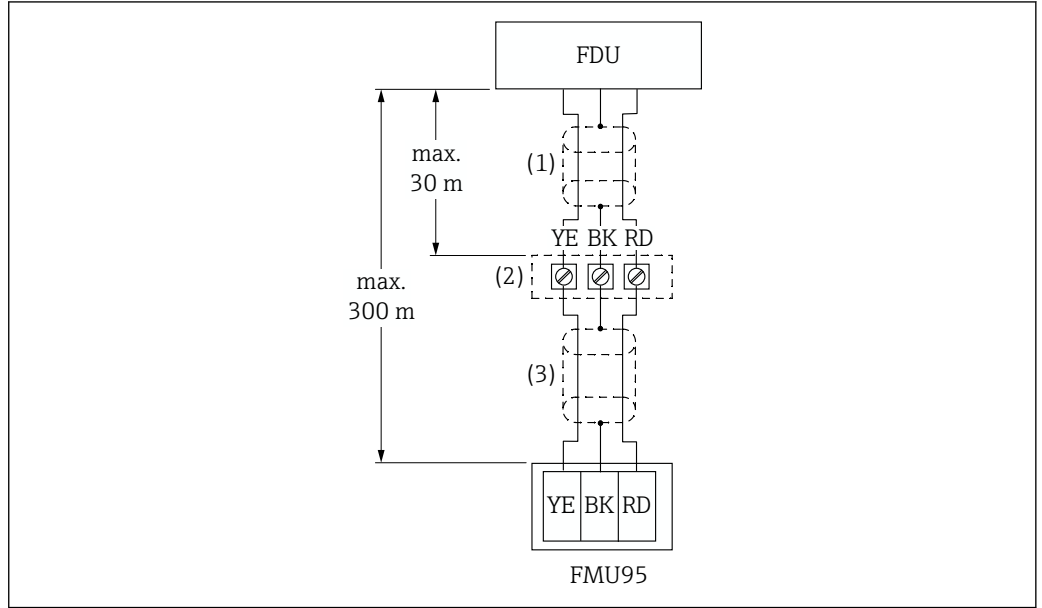 FDU
max.
30 m
(1)
YE BK RD
(2)
max.
300 m
(3)
YE BK RD
FMU95